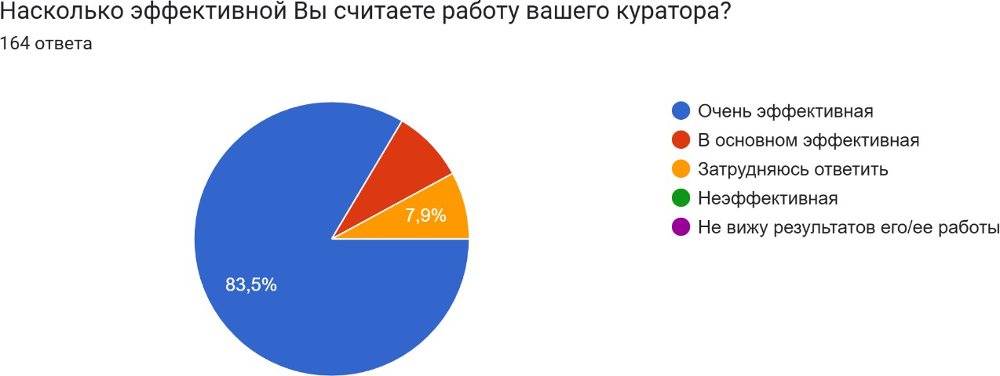 Насколько эффективной Вы считаете работу вашего куратора?
164 ответа
Очень эффективная
В основном эффективная
Затрудняюсь ответить
Неэффективная
Не вижу результатов его/ее работы
7,9%
83,5%